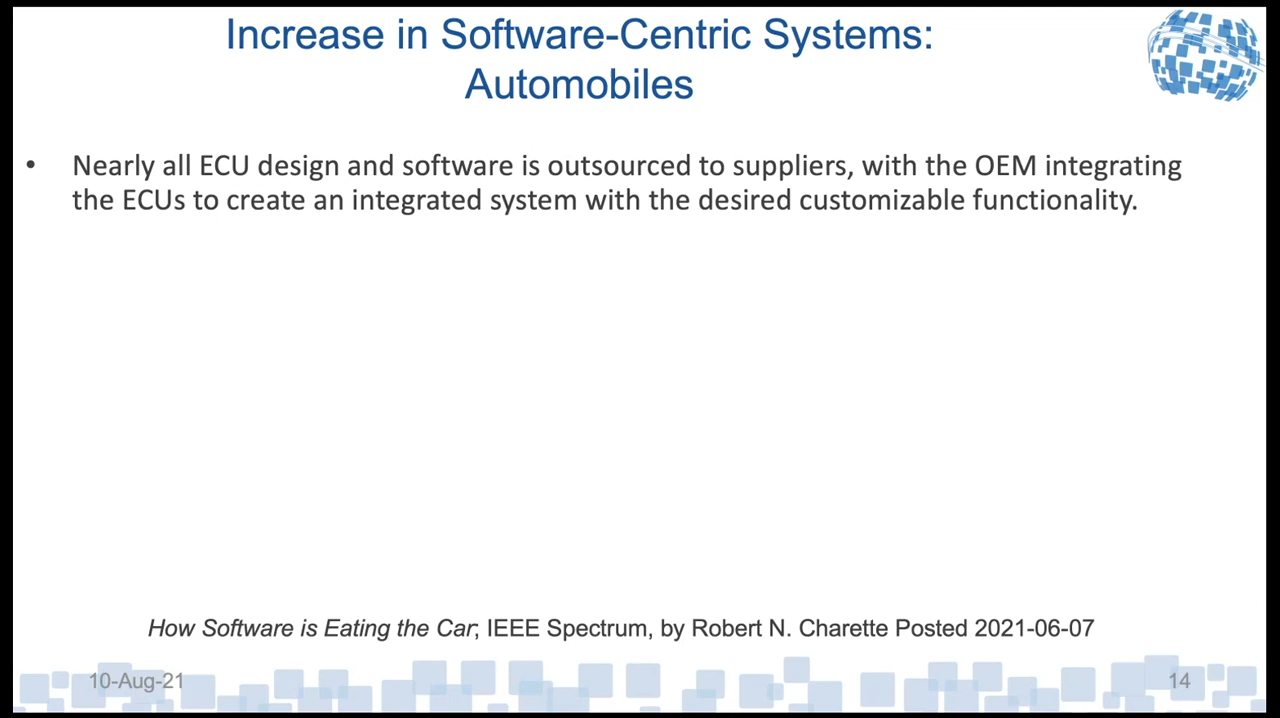 Increase in Software-Centric Systems:
Automobiles
• Nearly all ECU design and software is outsourced to suppliers, with the OEM integrating
the ECUs to create an integrated system with the desired customizable functionality.
How Software is Eating the Car; IEEE Spectrum, by Robert N. Charette Posted 2021-06-07
10-Aug-21
14